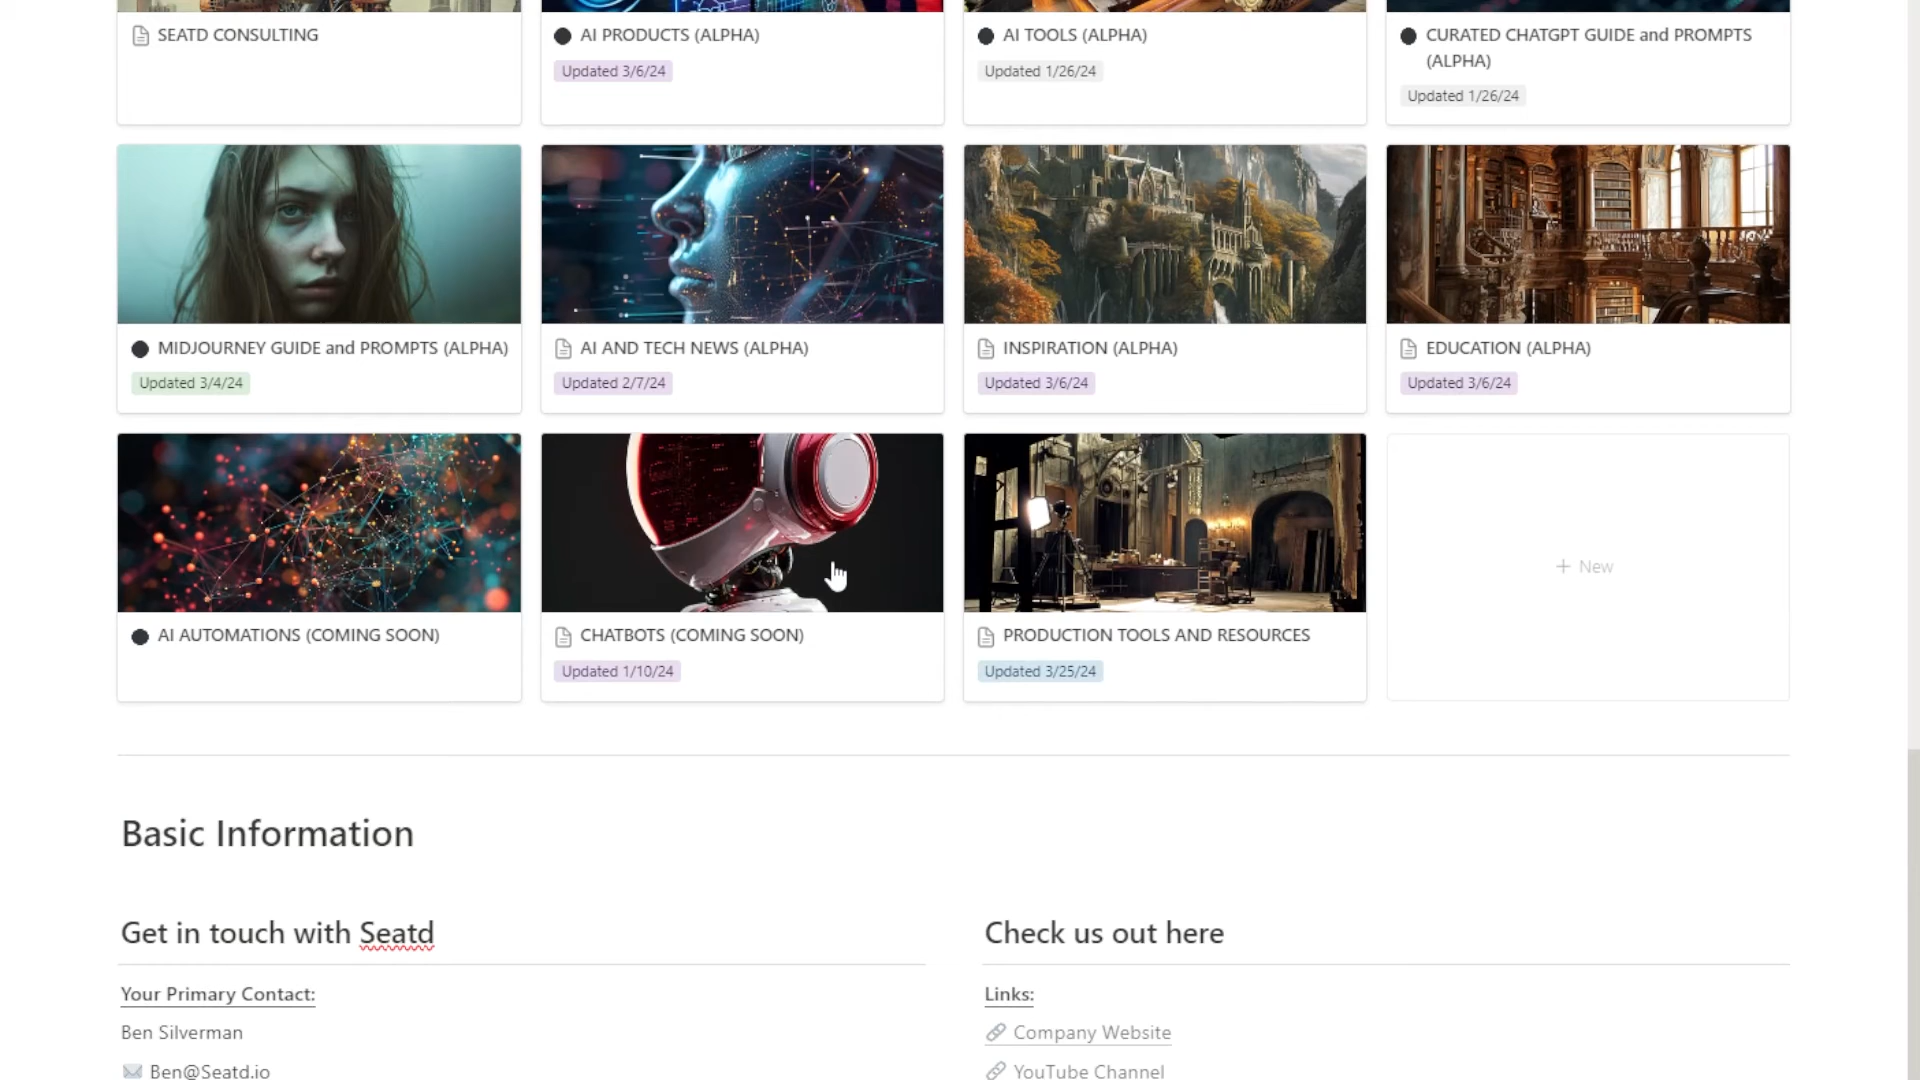 SEATD CONSULTING
AI PRODUCTS (ALPHA)
Updated 3/6/24
AI TOOLS (ALPHA)
Updated 1/26/24
CURATED CHATGPT GUIDE and PROMPTS
(ALPHA)
Updated 1/26/24
MIDJOURNEY GUIDE and PROMPTS (ALPHA)
Updated 3/4/24
AI AND TECH NEWS (ALPHA)
Updated 2/7/24
INSPIRATION (ALPHA)
Updated 3/6/24
EDUCATION (ALPHA)
Updated 3/6/24
AI AUTOMATIONS (COMING SOON)
CHATBOTS (COMING SOON)
Updated 1/10/24
PRODUCTION TOOLS AND RESOURCES
Updated 3/25/24
+ New
Basic Information
Get in touch with Seatd
Your Primary Contact:
Ben Silverman
Ben@Seatd.io
Check us out here
Links:
Company Website
YouTube Channel